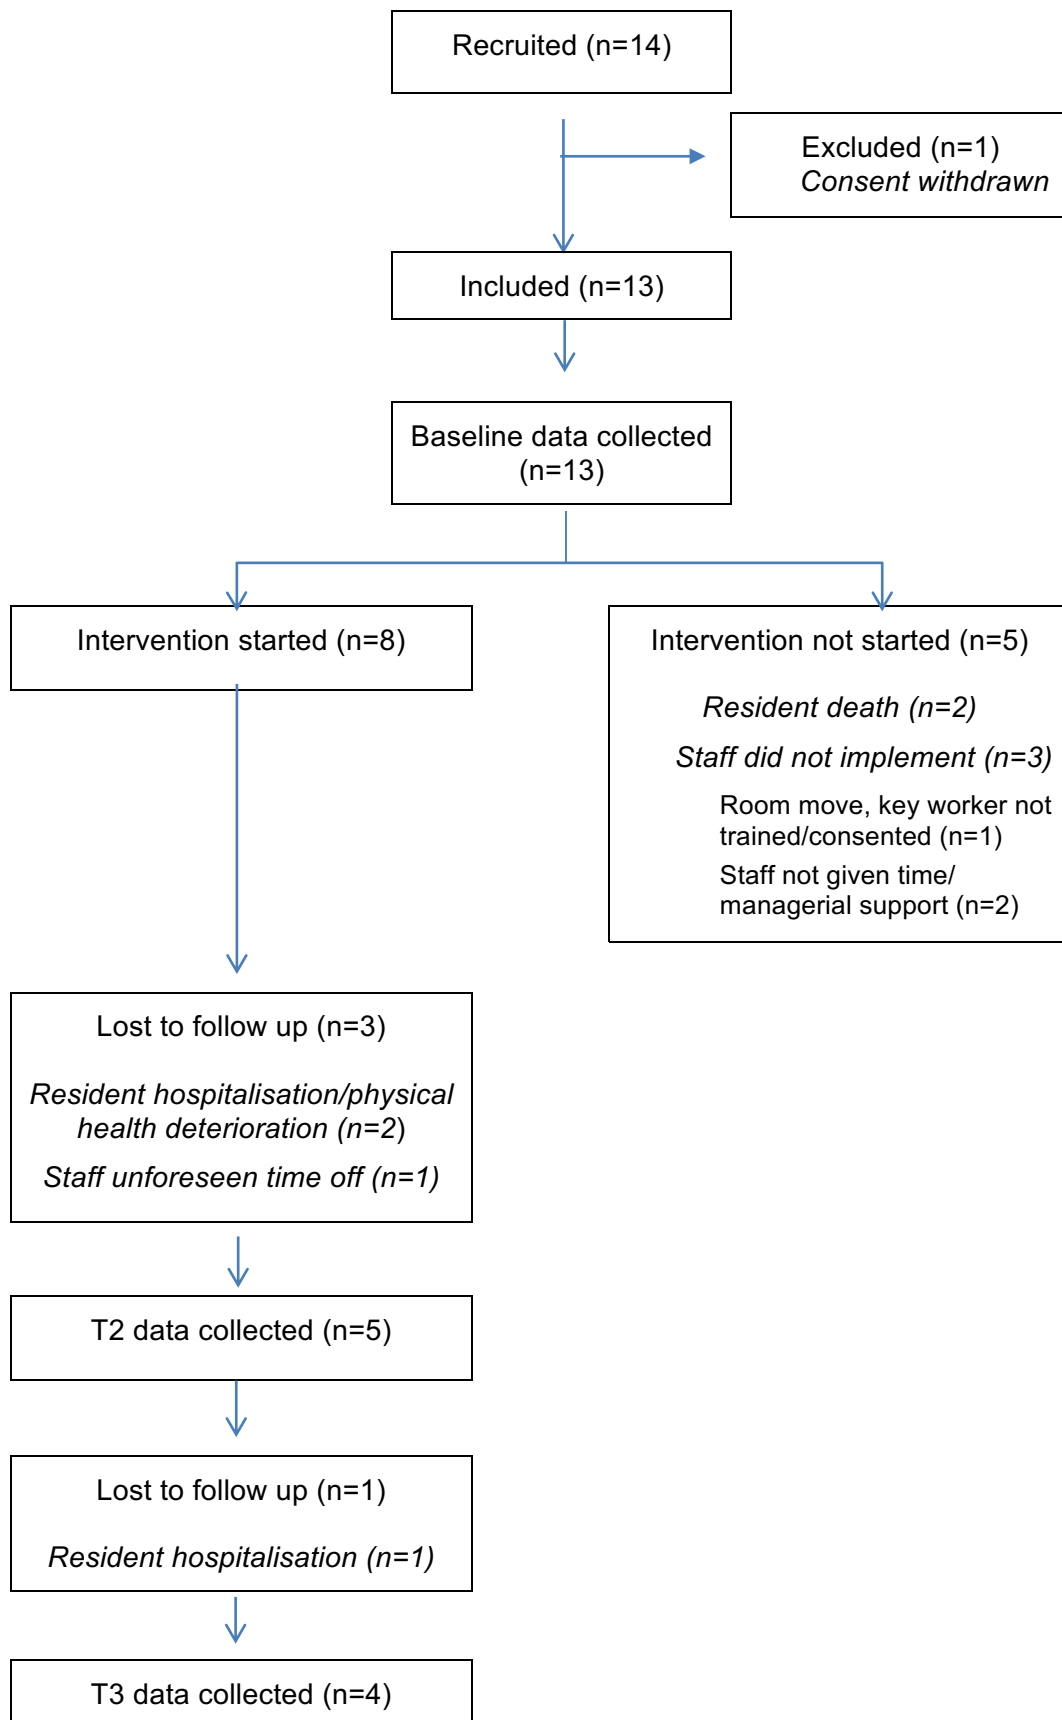 Recruited (n=14)
Excluded (n=1)
Consent withdrawn
Included (n=13)
Baseline data collected
(n=13)
Intervention started (n=8)
Intervention not started (n=5)
Resident death (n=2)
Staff did not implement (n=3)
Room move, key worker not
trained/consented (n=1)
Staff not given time/
managerial support (n=2)
Lost to follow up (n=3)
Resident hospitalisation/physical
health deterioration (n=2)
Staff unforeseen time off (n=1)
T2 data collected (n=5)
Lost to follow up (n=1)
Resident hospitalisation (n=1)
T3 data collected (n=4)